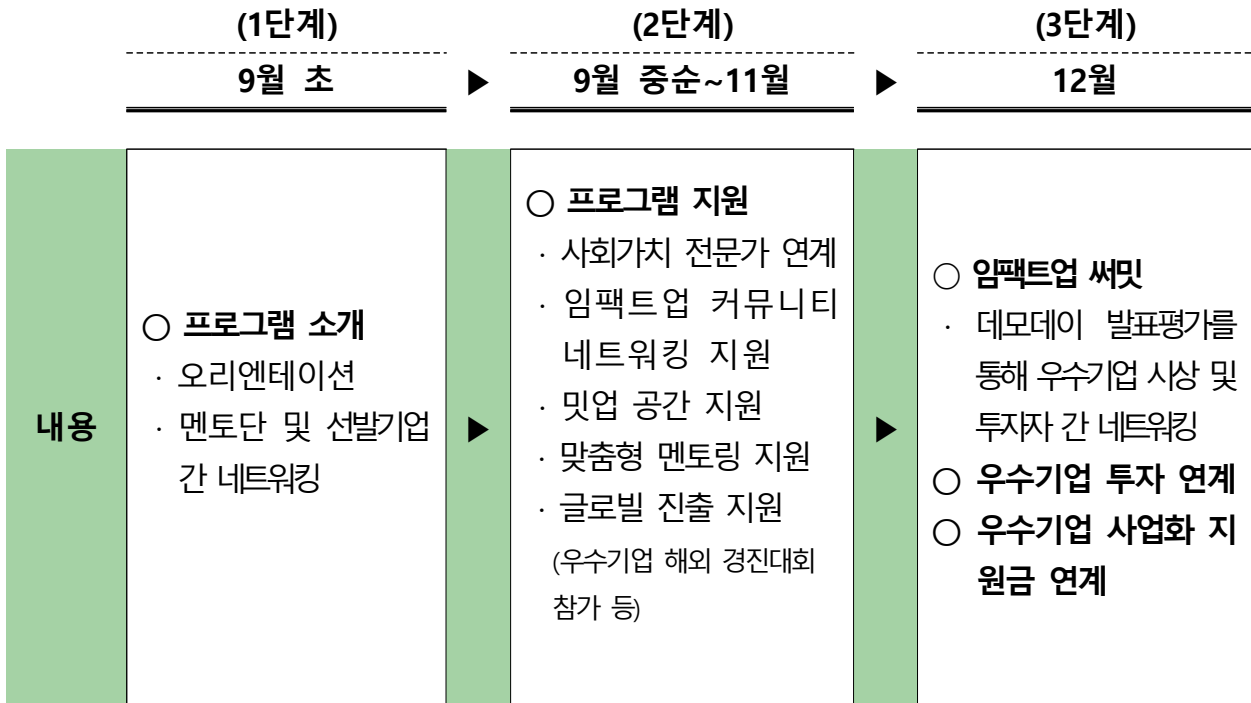 (1단계)
9월 초
▶
(2단계)
9월 중순~11월
▶
(3단계)
12월
내용
○ 프로그램 소개
· 오리엔테이션
· 멘토단 및 선발기업
간 네트워킹
▶
○ 프로그램 지원
· 사회가치 전문가 연계
· 임팩트업 커뮤니티
네트워킹 지원
· 밋업 공간 지원
· 맞춤형 멘토링 지원
· 글로빌 진출 지원
(우수기업 해외 경진대회
참가 등)
▶
○ 임팩트업 써밋
· 데모데이 발표평가를
통해 우수기업 시상 및
투자자 간 네트워킹
○ 우수기업 투자 연계
○ 우수기업 사업화 지
원금 연계